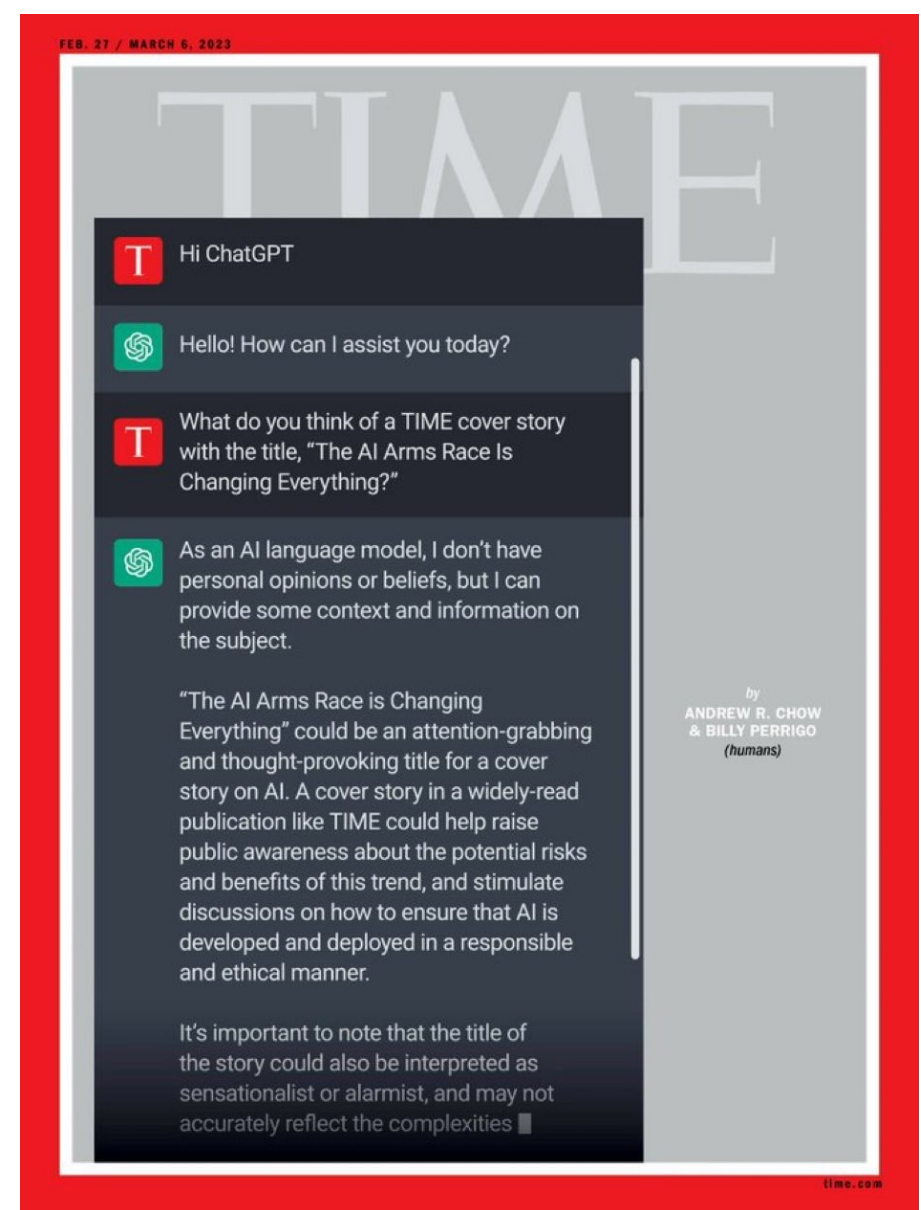 FEB. 27 / MARCH 6, 2023
TIME
T
Hi ChatGPT
Hello! How can I assist you today?
T
What do you think of a TIME cover story
with the title, “The AI Arms Race Is
Changing Everything?”
As an AI language model, I don’t have
personal opinions or beliefs, but I can
provide some context and information on
the subject.
“The AI Arms Race is Changing
Everything” could be an attention-grabbing
and thought-provoking title for a cover
story on AI. A cover story in a widely-read
publication like TIME could help raise
public awareness about the potential risks
and benefits of this trend, and stimulate
discussions on how to ensure that AI is
developed and deployed in a responsible
and ethical manner.
It’s important to note that the title of
the story could also be interpreted as
sensationalist or alarmist, and may not
accurately reflect the complexities
by
ANDREW R. CHOW
& BILLY PERRIGO
(humans)
time.com